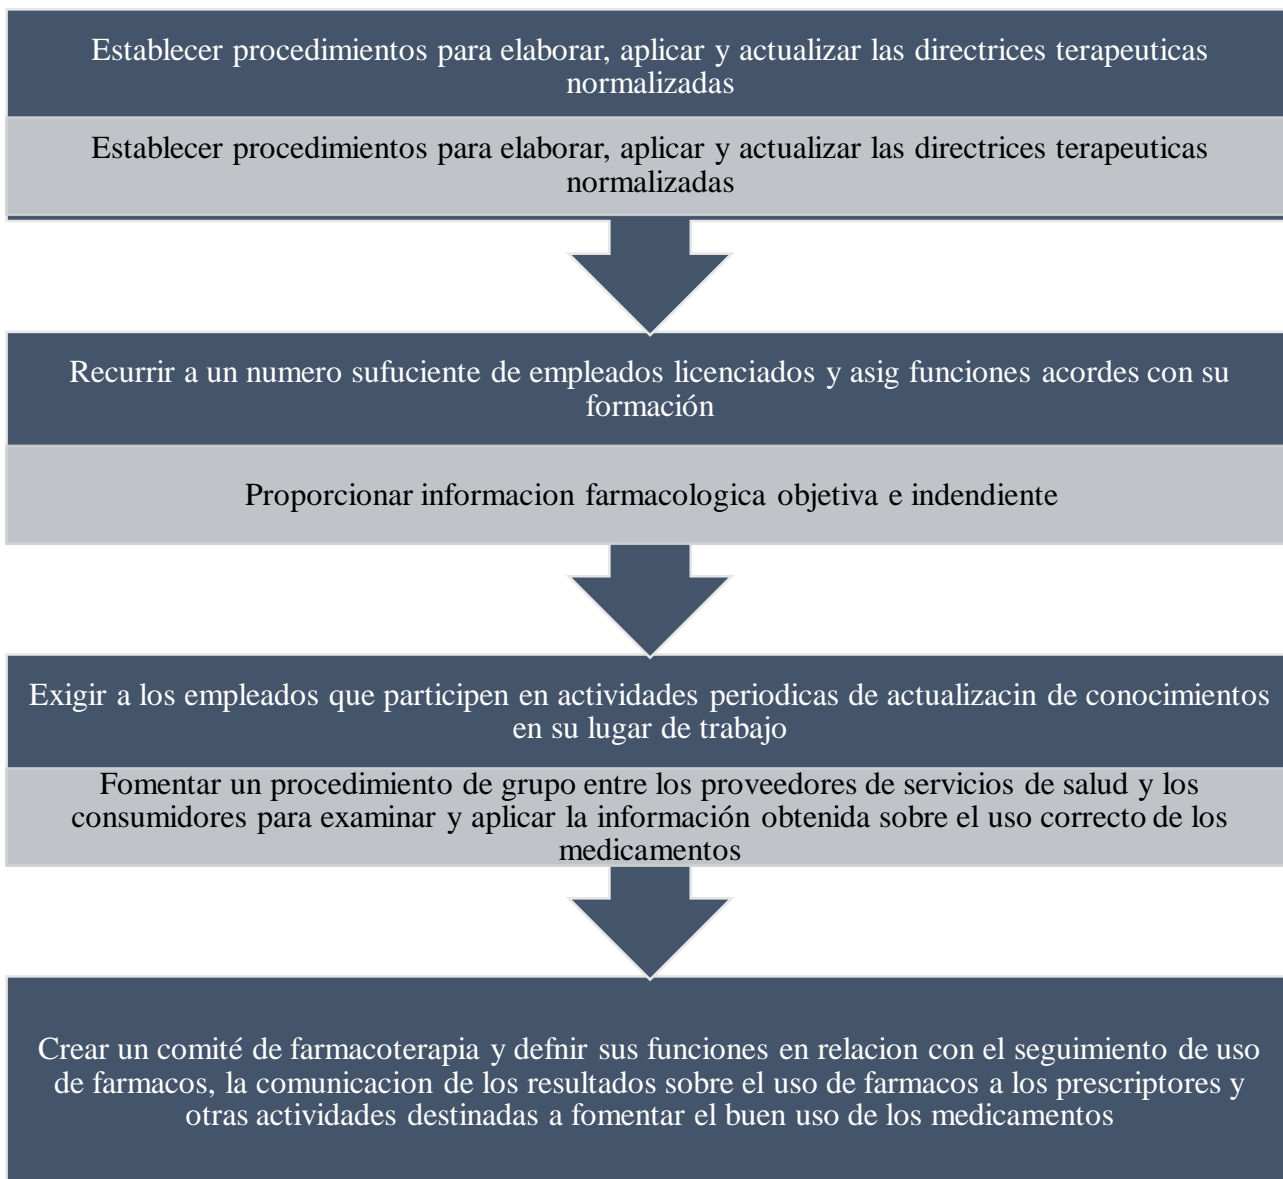 Establecer procedimientos para elaborar, aplicar y actualizar las directrices terapeuticas
normalizadas
Establecer procedimientos para elaborar, aplicar y actualizar las directrices terapeuticas
normalizadas
Recurrir a un numero sufuciente de empleados licenciados y asig funciones acordes con su
formación
Proporcionar informacion farmacologica objetiva e indendiente
Exigir a los empleados que participen en actividades periodicas de actualizacin de conocimientos
en su lugar de trabajo
Fomentar un procedimiento de grupo entre los proveedores de servicios de salud y los
consumidores para examinar y aplicar la información obtenida sobre el uso correcto de los
medicamentos
Crear un comité de farmacoterapia y defnir sus funciones en relacion con el seguimiento de uso
de farmacos, la comunicacion de los resultados sobre el uso de farmacos a los prescriptores y
otras actividades destinadas a fomentar el buen uso de los medicamentos